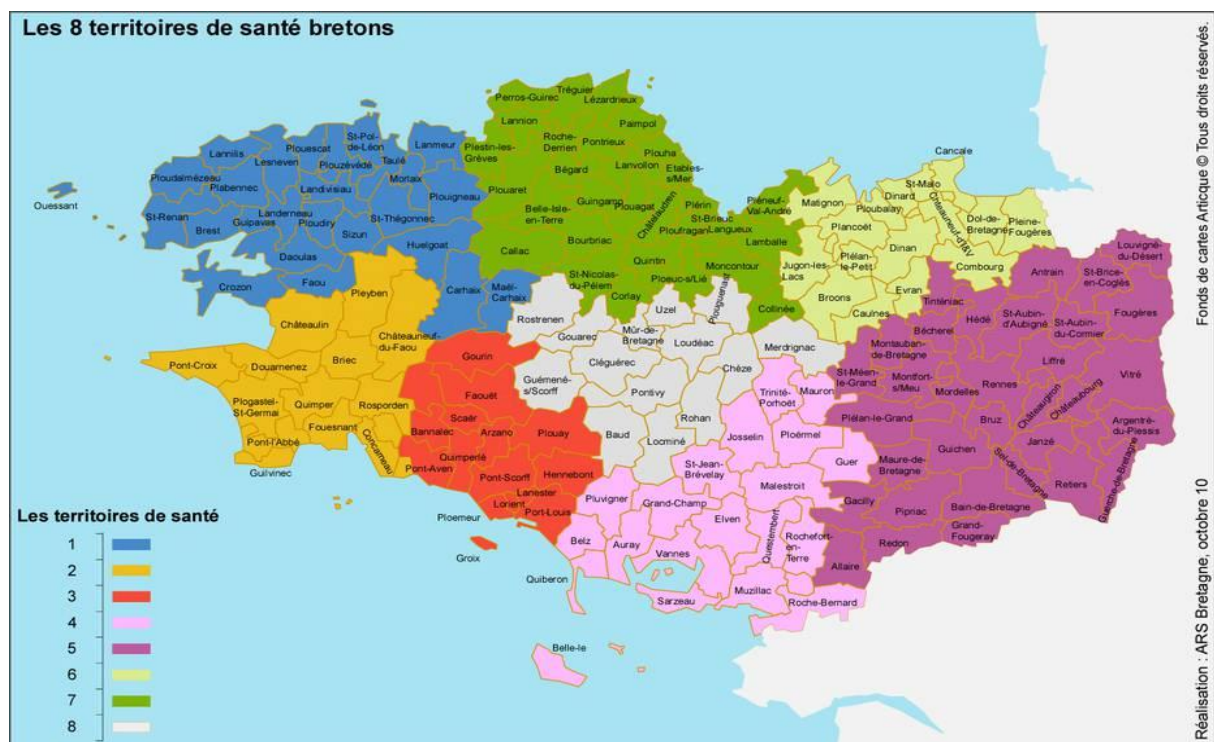 Les 8 territoires de santé bretons
Fonds de cartes Articque © Tous droits réservés.
Réalisation : ARS Bretagne, octobre 10
Tréguier
Perros-Guirec
Lézardrieux
Lannion
Paimpol
Roche-
Derrien
Pontrieux
Plestin-les-
Grèves
Lanvollon
Plouha
Bégard
Etables-
s/Mer
Plouaret
Guingamp
Plouagat
Châtelaudren
Plérin
Pléneuf-
Val-André
Belle-Isle-
en-Terre
St-Brieuc
Langueux
Ploufragan
Bourbriac
Callac
Lamballe
Quintin
St-Nicolas-
du-Pélem
Ploeuc-s/Lié
Moncontour
Corlay
Collinée
St-Pol-
de-Léon
Plouescat
Lanmeur
Lannilis
Lesneven
Plouzévédé
Taulé
Ploudalmézeau
Plabennec
Landivisiau
Morlaix
Plouigneau
Ouessant
St-Renan
Guipavas
Landerneau
Ploudiry
St-Thégonnec
Brest
Sizun
Huelgoat
Daoulas
Crozon
Faou
Carhaix
Maël-
Carhaix
Pleyben
Châteaulin
Châteauneuf-
du-Faou
Pont-Croix
Douarnenez
Briec
Plogastel-
St-Germai
Quimper
Rosporden
Fouesnant
Pont-l'Abbé
Concarneau
Guilvinec
Gourin
Faouët
Scaër
Bannalec
Arzano
Plouay
Quimperlé
Pont-Aven
Pont-Scorff
Hennebont
Lanester
Lorient
Port-Louis
Ploemeur
Groix
Rostrenen
Gouarec
Mûr-de-
Bretagne
Uzel
Plouguenast
Loudéac
Merdrignac
Cléguérec
Chèze
Guémené-
s/Scorff
Pontivy
Rohan
Baud
Locminé
Cancale
St-Malo
Dinard
Matignon
Ploubalay
Dol-de-
Bretagne
Pleine-
Fougères
Plancoët
Plélan-
le-Petit
Dinan
Jugon-les-
Lacs
Combourg
Evran
Broons
Caulnes
Louvigné-
du-Désert
Antrain
St-Brice-
en-Coglès
Tinténiac
Hédé
St-Aubin-
d'Aubigné
St-Aubin-
du-Cormier
Fougères
Bécherel
Montauban-
de-Bretagne
Liffré
Vitré
St-Méen-
le-Grand
Montfort-
s/Meu
Mordelles
Rennes
Châteaugiron
Châteaubourg
Plélan-le-Grand
Bruz
Argentré-
du-Plessis
Janzé
Guichen
Maure-de-
Bretagne
Sel-de-Bretagne
Retiers
Guerche-de-Bretagne
Gacilly
Pipriac
Bain-de-Bretagne
Grand-
Fougeray
Redon
Allaire
Trinité-
Porhoët
Mauron
Josselin
Ploërmel
Guer
St-Jean-
Brévelay
Malestroit
Pluvigner
Grand-Champ
Elven
Questembert
Rochefort-
en-
Terre
Belz
Auray
Vannes
Muzillac
Quiberon
Sarzeau
Roche-Bernard
Belle-Ie
Les territoires de santé
1
2
3
4
5
6
7
8